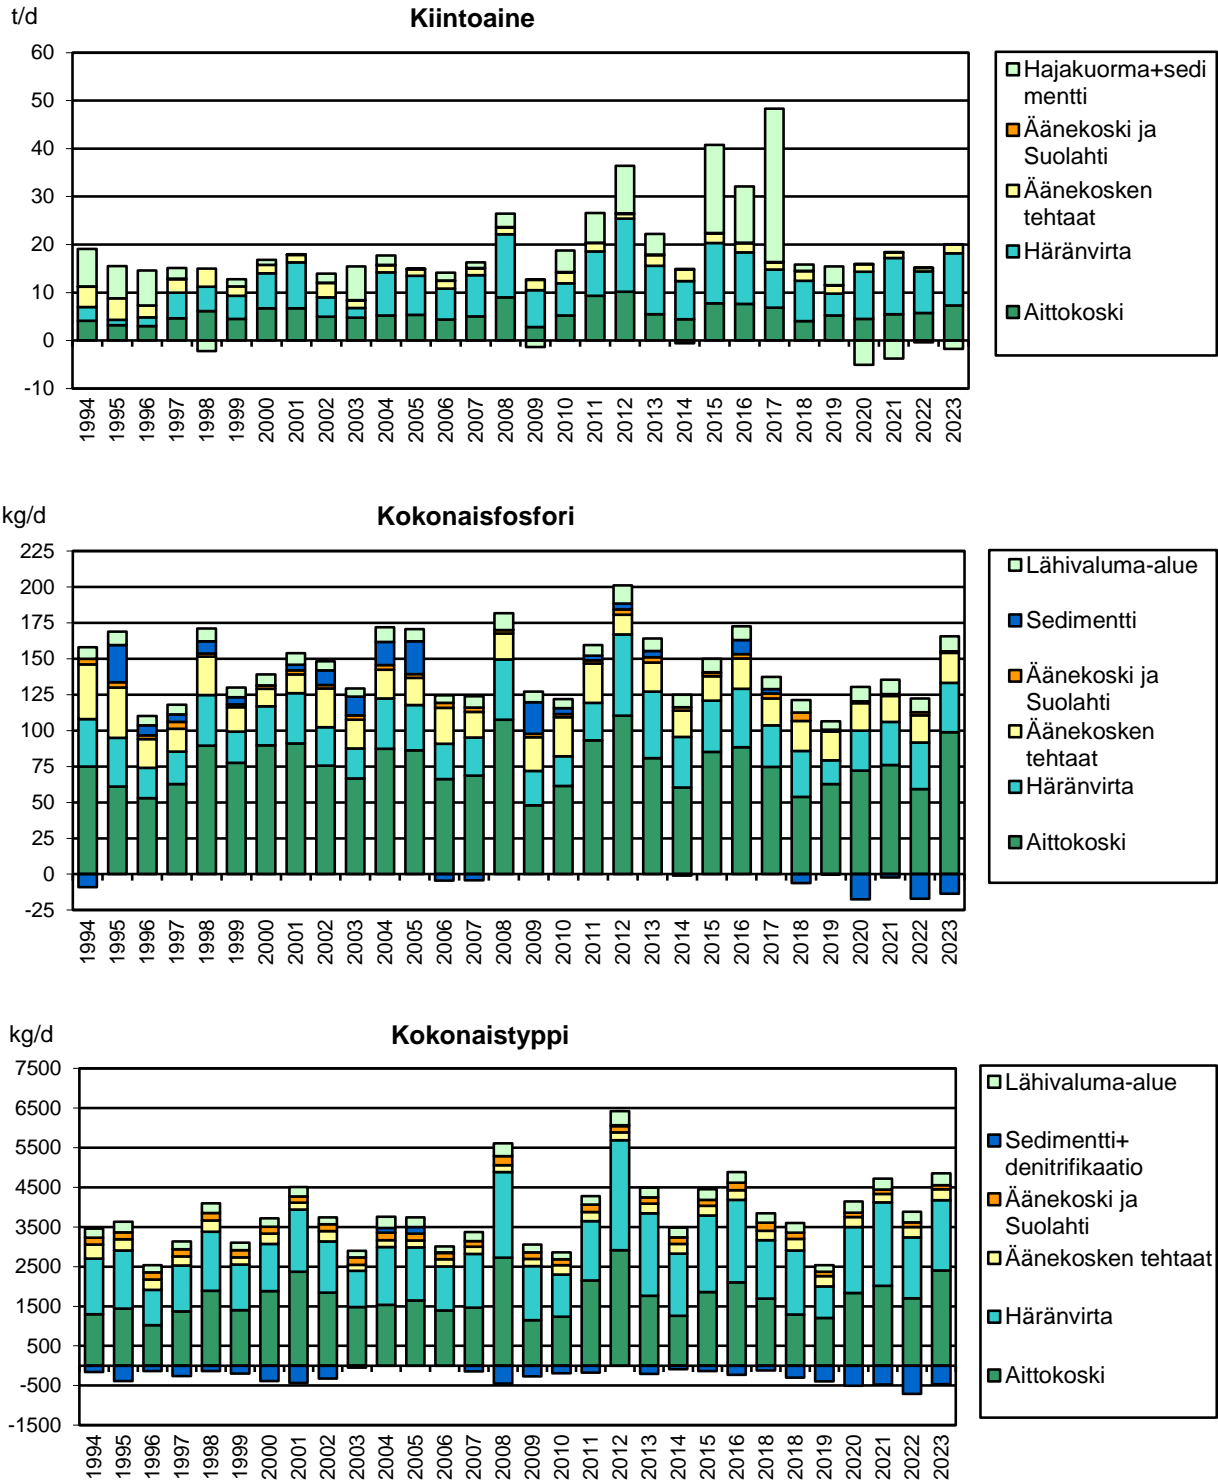 t/d
Kiintoaine
60
50
40
30
20
10
0
-10
1994 1995 1996 1997 1998 1999 2000 2001 2002 2003 2004 2005 2006 2007 2008 2009 2010 2011 2012 2013 2014 2015 2016 2017 2018 2019 2020 2021 2022 2023
Hajakuorma+sedi
mentti
Äänekoski ja
Suolahti
Äänekosken
tehtaat
Häränvirta
Aittokoski
kg/d
Kokonaisfosfori
225
200
175
150
125
100
75
50
25
0
-25
1994 1995 1996 1997 1998 1999 2000 2001 2002 2003 2004 2005 2006 2007 2008 2009 2010 2011 2012 2013 2014 2015 2016 2017 2018 2019 2020 2021 2022 2023
Lähivaluma-alue
Sedimentti
Äänekoski ja
Suolahti
Äänekosken
tehtaat
Häränvirta
Aittokoski
kg/d
Kokonaistyppi
7500
6500
5500
4500
3500
2500
1500
500
-500
-1500
1994 1995 1996 1997 1998 1999 2000 2001 2002 2003 2004 2005 2006 2007 2008 2009 2010 2011 2012 2013 2014 2015 2016 2018 2018 2019 2020 2021 2022 2023
Lähivaluma-alue
Sedimentti+
denitrifikaatio
Äänekoski ja
Suolahti
Äänekosken tehtaat
Häränvirta
Aittokoski